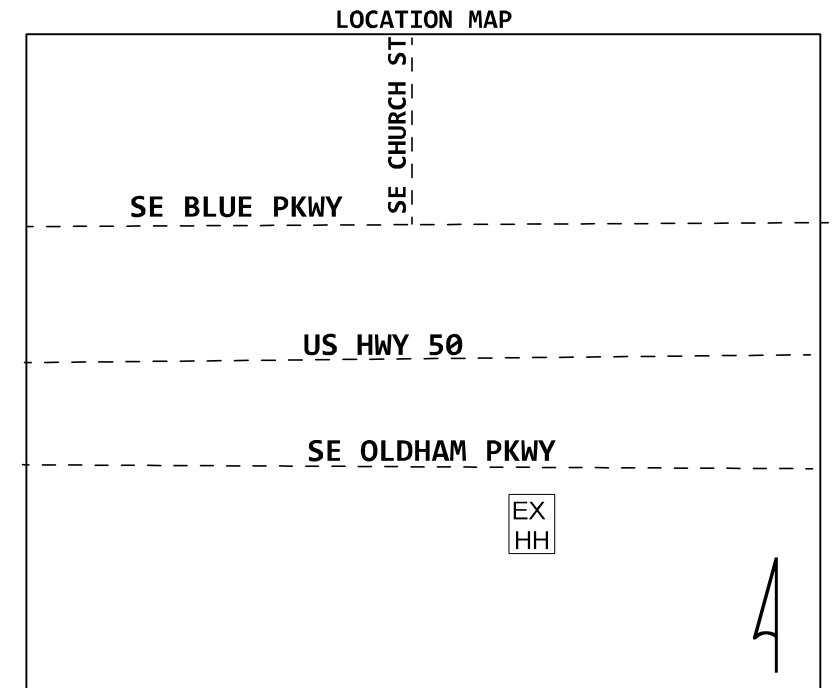 LOCATION MAP
SE CHURCH ST
SE BLUE PKWY
US HWY 50
SE OLDHAM PKWY
EX
HH